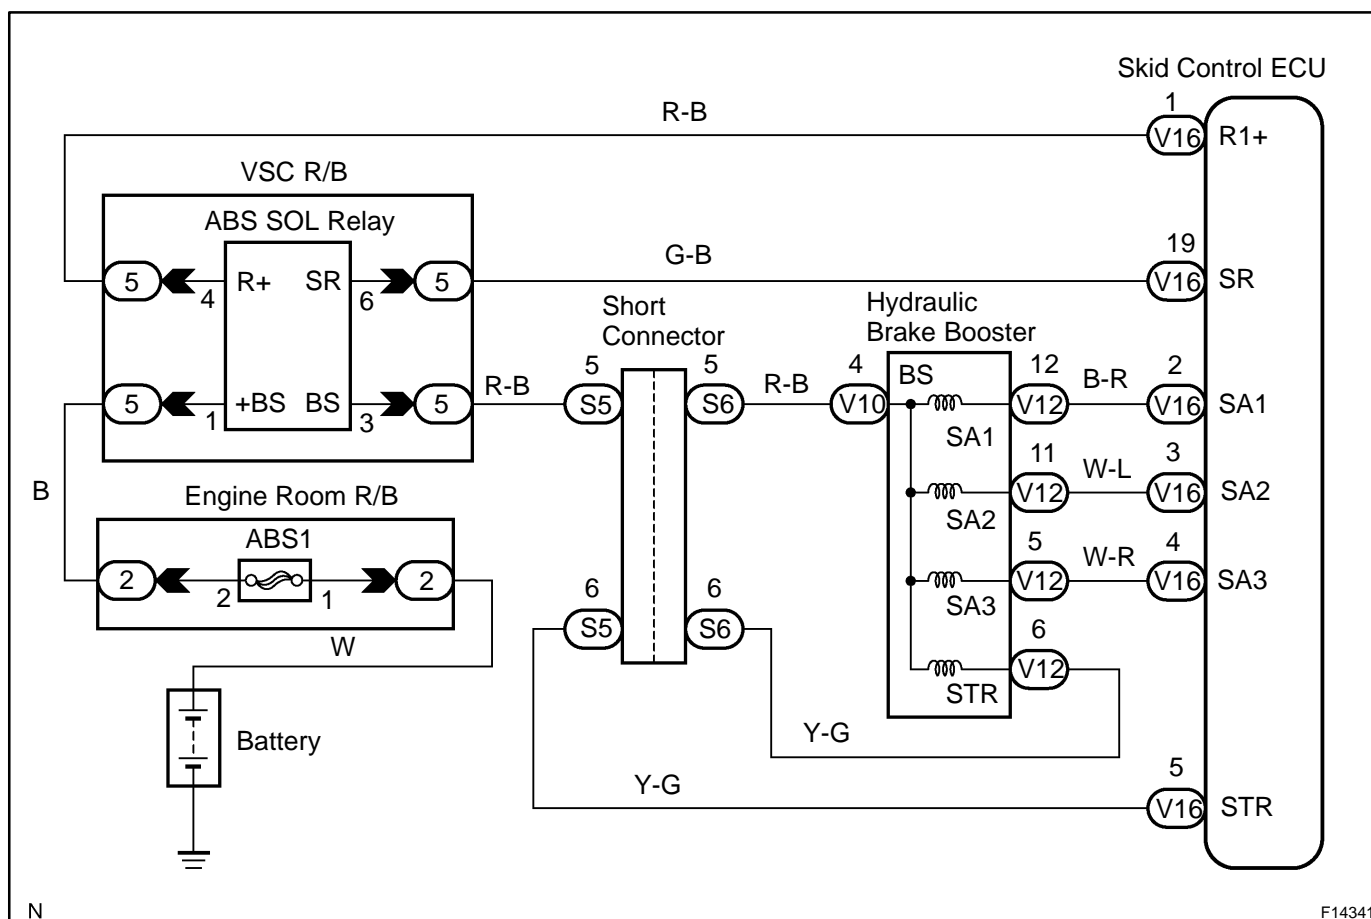 Skid Control ECU
1
R-B
V16
R1+
VSC R/B
ABS SOL Relay
19
G-B
5
R+
SR
5
V16
SR
4
6
Short
Connector
Hydraulic
Brake Booster
5
5
4
BS
12
2
R-B
R-B
B-R
5
+BS
BS
5
S5
S6
V10
V12
V16
SA1
1
3
SA1
11
3
W-L
B
V12
V16
SA2
Engine Room R/B
SA2
ABS1
5
4
W-R
2
2
V12
V16
SA3
2
1
SA3
6
6
6
S5
S6
W
V12
STR
Battery
Y-G
5
Y-G
V16
STR
N
F14341